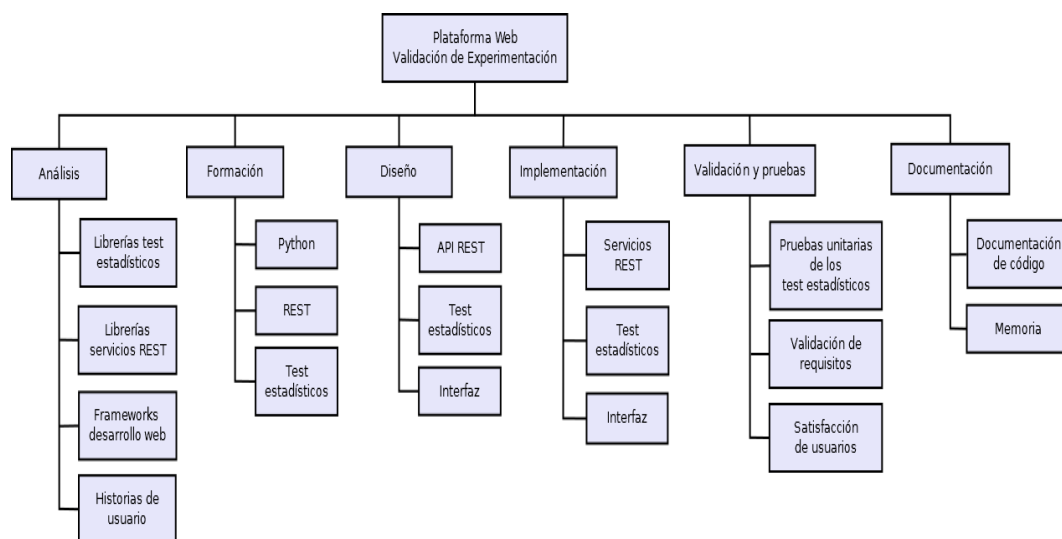 Plataforma Web
Validación de Experimentación
Análisis
Formación
Diseño
Implementación
Validación y pruebas
Documentación
Librerías test
estadísticos
Librerías
servicios REST
Frameworks
desarrollo web
Historias de
usuario
Python
REST
Test
estadísticos
API REST
Test
estadísticos
Interfaz
Servicios
REST
Test
estadísticos
Interfaz
Pruebas unitarias
de los
test estadísticos
Validación de
requisitos
Satisfacción
de usuarios
Documentación
de código
Memoria